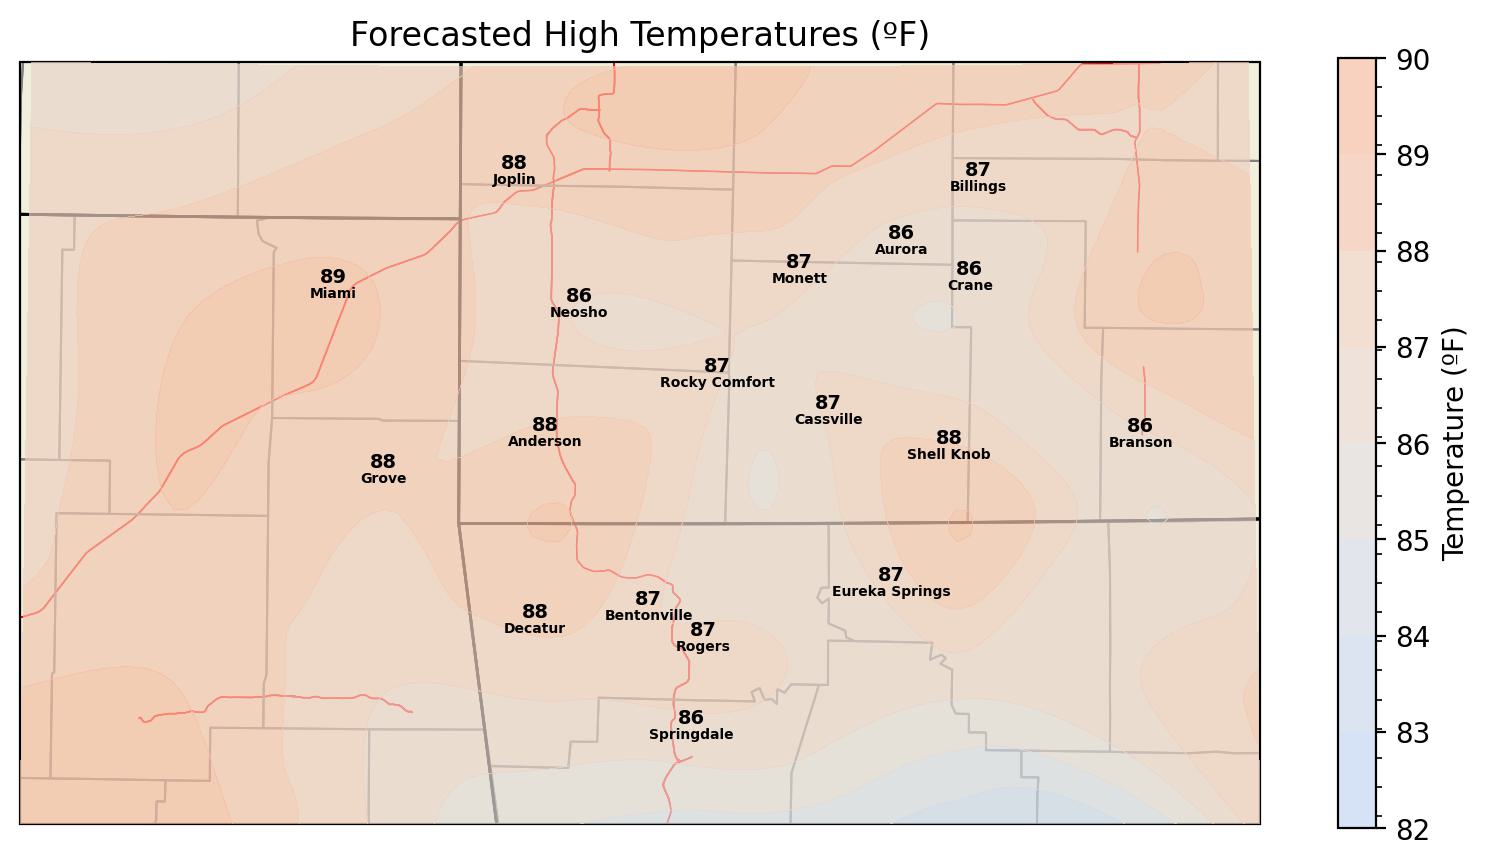 Forecasted High Temperatures (ºF)
88
Joplin
87
Billings
86
Aurora
87
Monett
86
Crane
89
Miami
86
Neosho
87
Rocky Comfort
87
Cassville
88
Anderson
88
Shell Knob
86
Branson
88
Grove
87
Eureka Springs
88
Decatur
87
Bentonville
87
Rogers
86
Springdale
90
89
88
87
86
85
84
83
82
Temperature (ºF)